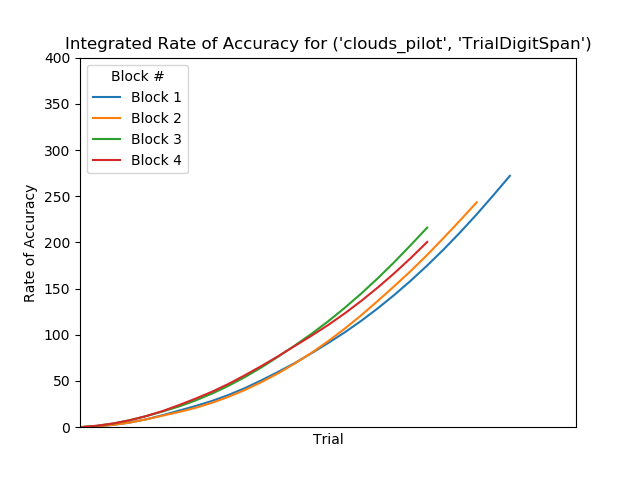 Integrated Rate of Accuracy for ('clouds_pilot', 'TrialDigitSpan')
400
350
300
250
200
150
100
50
0
Rate of Accuracy
Block #
Block 1
Block 2
Block 3
Block 4
Trial